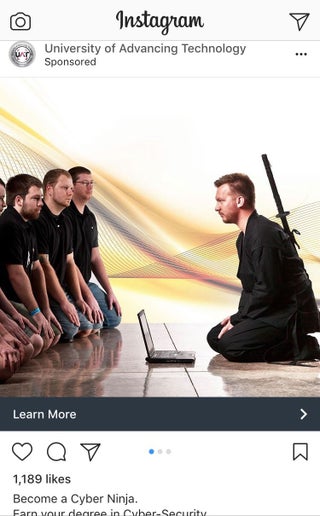 Instagram
University of Advancing Technology
Sponsored
UAT
Learn More
1,189 likes
Become a Cyber Ninja.
Earn your degree in Cyber-Security